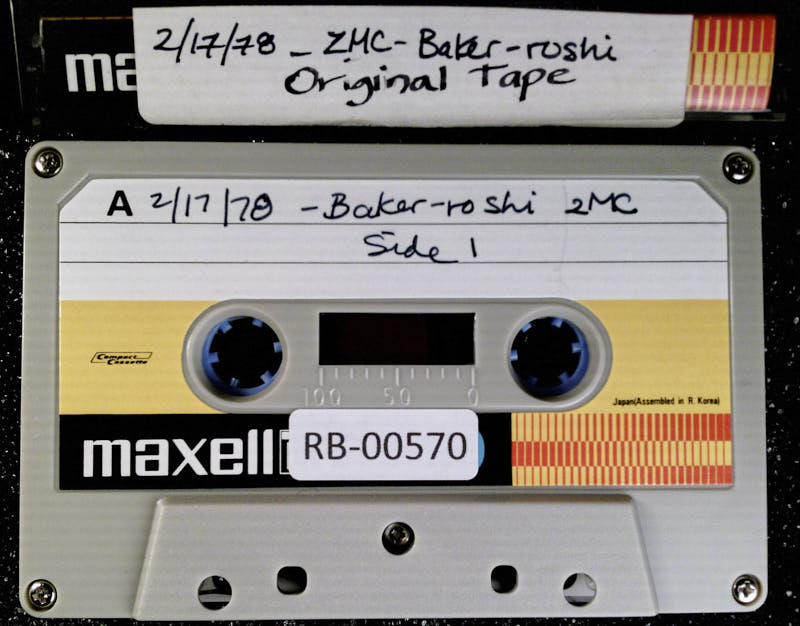 2/17/78 - ZMC - Baker-roshi
Original Tape
ma
A 2/17/78 - Baker-roshi ZMC
Side 1
Compact Cassette
100 50 0
Japan(Assembled in R. Korea)
maxell
RB-00570